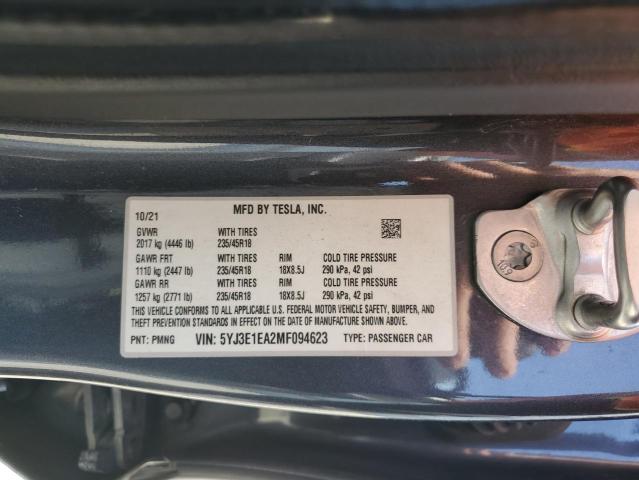 10/21 MFD BY TESLA, INC.
GVWR WITH TIRES
2017 kg (4446 lb) 235/45R18
GAWR FRT WITH TIRES RIM COLD TIRE PRESSURE
1110 kg (2447 lb) 235/45R18 18X8.5J 290 kPa, 42 psi
GAWR RR WITH TIRES RIM COLD TIRE PRESSURE
1257 kg (2771 lb) 235/45R18 18X8.5J 290 kPa, 42 psi
THIS VEHICLE CONFORMS TO ALL APPLICABLE U.S. FEDERAL MOTOR VEHICLE SAFETY, BUMPER, AND
THEFT PREVENTION STANDARDS IN EFFECT ON THE DATE OF MANUFACTURE SHOWN ABOVE.
PNT: PMNG VIN: 5YJ3E1EA2MF094623 TYPE: PASSENGER CAR
109